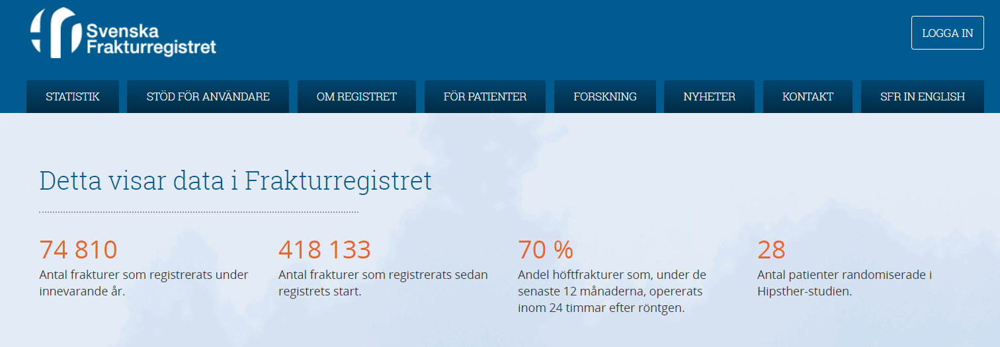 Svenska
Frakturregistret
LOGGA IN
STATISTIK
STÖD FÖR ANVÄNDARE
OM REGISTRET
FÖR PATIENTER
FORSKNING
NYHETER
KONTAKT
SFR IN ENGLISH
Detta visar data i Frakturregistret
74 810
Antal frakturer som registrerats under
innevarande år.
418 133
Antal frakturer som registrerats sedan
registrets start.
70 %
Andel höftfrakturer som, under de
senaste 12 månaderna, opererats
inom 24 timmar efter röntgen.
28
Antal patienter randomiserade i
Hipsther-studien.